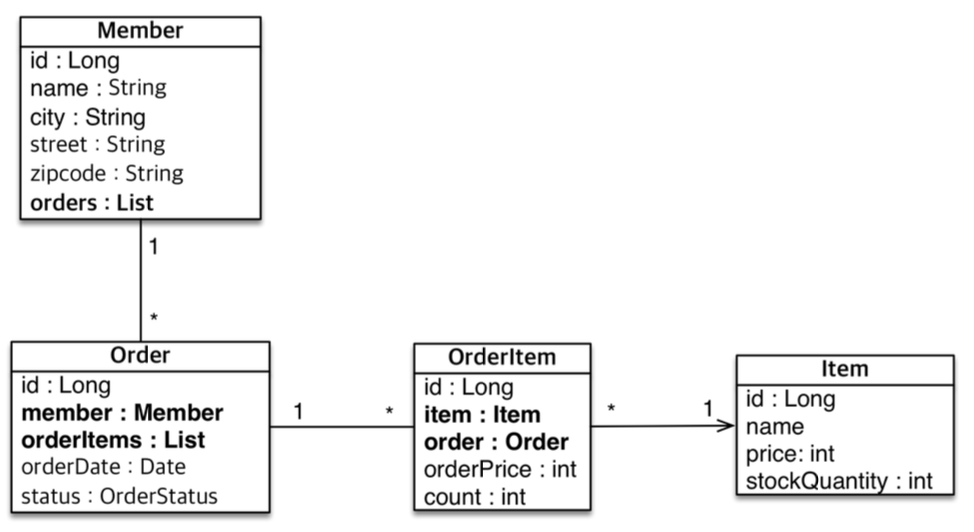 Member
id : Long
name : String
city : String
street : String
zipcode : String
orders : List
1
*
Order
id : Long
member : Member
orderItems : List
orderDate : Date
status : OrderStatus
1
*
OrderItem
id : Long
item : Item
order : Order
orderPrice : int
count : int
*
1
Item
id : Long
name
price: int
stockQuantity : int